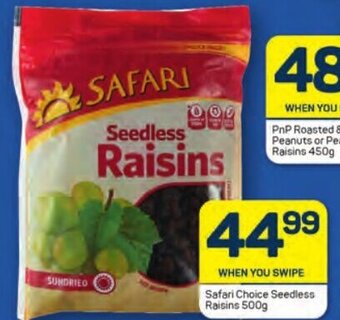 SAFARI
Seedless
Raisins
SUNDRIED
44 99
WHEN YOU SWIPE
Safari Choice Seedless
Raisins 500g
48
WHEN YOU
PnP Roasted &
Peanuts or Pe
Raisins 450g